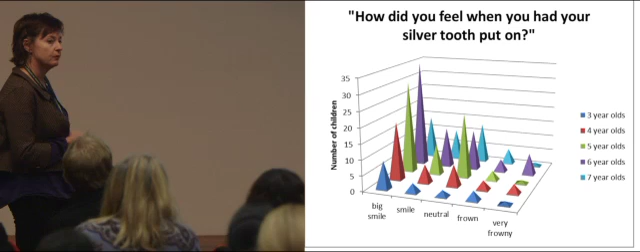 "How did you feel when you had your
silver tooth put on?"
Number of children
35
30
25
20
15
10
5
0
big
smile
smile
neutral
frown
very
frowny
3 year olds
4 year olds
5 year olds
6 year olds
7 year olds